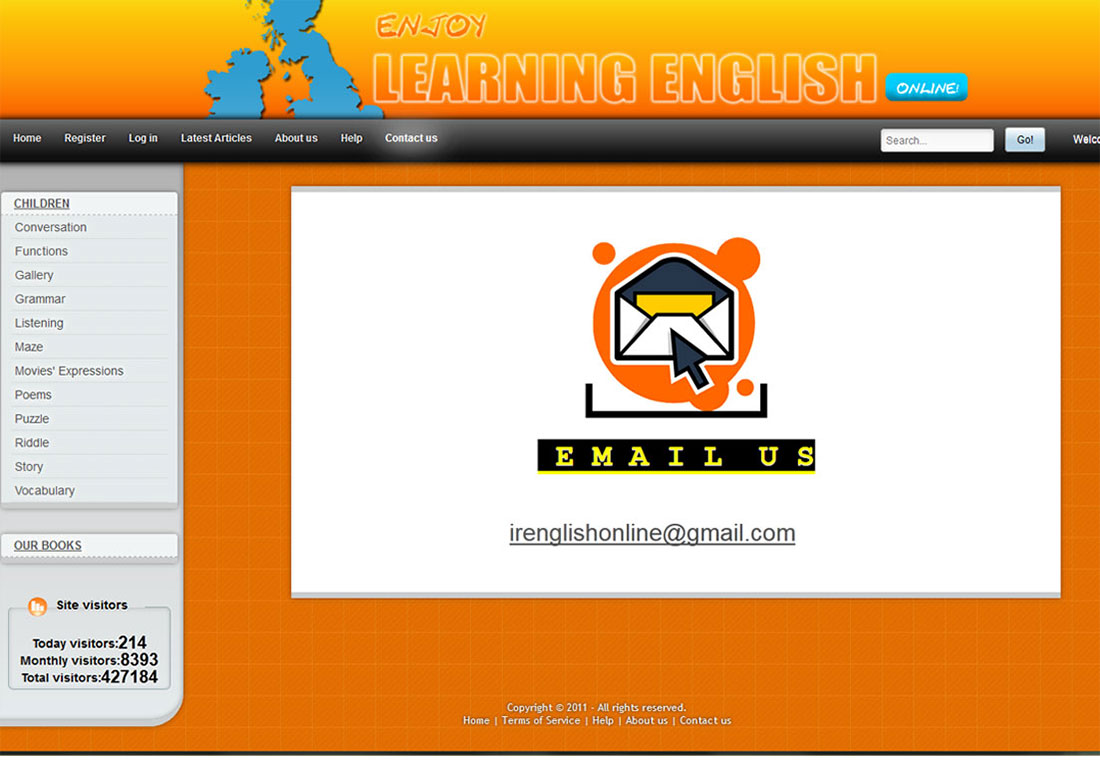 ENJOY
LEARNING ENGLISH
ONLINE!
Home Register Log in Latest Articles About us Help Contact us Search... Go!
CHILDREN
Conversation
Functions
Gallery
Grammar
Listening
Maze
Movies' Expressions
Poems
Puzzle
Riddle
Story
Vocabulary
OUR BOOKS
Site visitors
Today visitors:214
Monthly visitors:8393
Total visitors:427184
EMAIL US
irenglishonline@gmail.com
Copyright © 2011 - All rights reserved.
Home | Terms of Service | Help | About us | Contact us